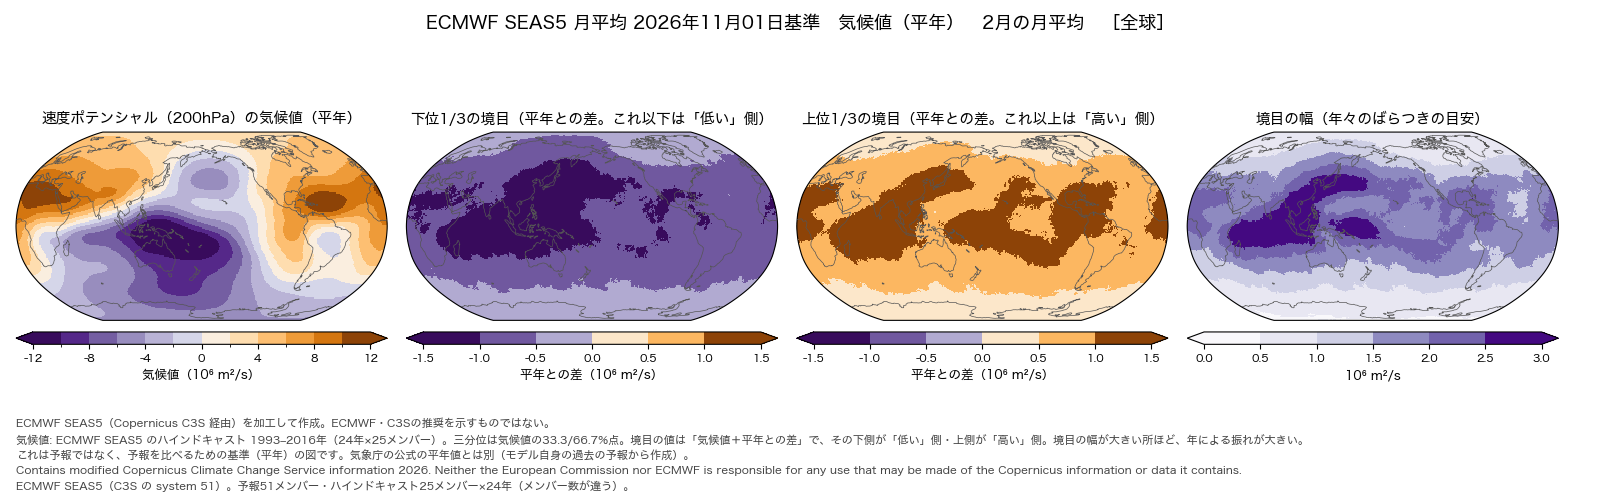 ECMWF SEAS5 月平均 2026年11月01日基準　気候値（平年）　2月の月平均　［全球］
速度ポテンシャル（200hPa）の気候値（平年）
下位1/3の境目（平年との差。これ以下は「低い」側）
上位1/3の境目（平年との差。これ以上は「高い」側）
境目の幅（年々のばらつきの目安）
-12 -8 -4 0 4 8 12
-1.5 -1.0 -0.5 0.0 0.5 1.0 1.5
-1.5 -1.0 -0.5 0.0 0.5 1.0 1.5
0.0 0.5 1.0 1.5 2.0 2.5 3.0
気候値（10⁶ m²/s）
平年との差（10⁶ m²/s）
平年との差（10⁶ m²/s）
10⁶ m²/s
ECMWF SEAS5（Copernicus C3S 経由）を加工して作成。ECMWF・C3Sの推奨を示すものではない。
気候値: ECMWF SEAS5 のハインドキャスト 1993–2016年（24年×25メンバー）。三分位は気候値の33.3/66.7%点。境目の値は「気候値＋平年との差」で、その下側が「低い」側・上側が「高い」側。境目の幅が大きい所ほど、年による振れが大きい。
これは予報ではなく、予報を比べるための基準（平年）の図です。気象庁の公式の平年値とは別（モデル自身の過去の予報から作成）。
Contains modified Copernicus Climate Change Service information 2026. Neither the European Commission nor ECMWF is responsible for any use that may be made of the Copernicus information or data it contains.
ECMWF SEAS5（C3S の system 51）。予報51メンバー・ハインドキャスト25メンバー×24年（メンバー数が違う）。